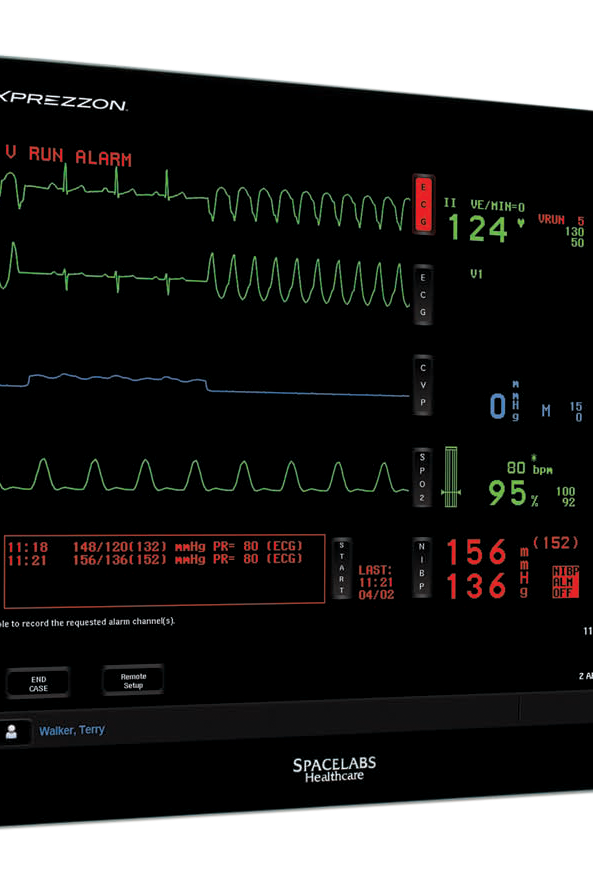 XPREZZON
V RUN ALARM
ECG
II VE/MIN=0
124
VRUN 5
130
50
ECG
V1
CVP
0 mmHg M 15
0
SPO2
80 bpm
95 % 100
92
11:18 148/120(132) mmHg PR= 80 (ECG)
11:21 156/136(152) mmHg PR= 80 (ECG)
START
LAST:
11:21
04/02
NIBP
156 (152)
136 mmHg
NIBP
ALM
OFF
le to record the requested alarm channel(s).
11
END
CASE
Remote
Setup
2 A
Walker, Terry
SPACELABS
Healthcare